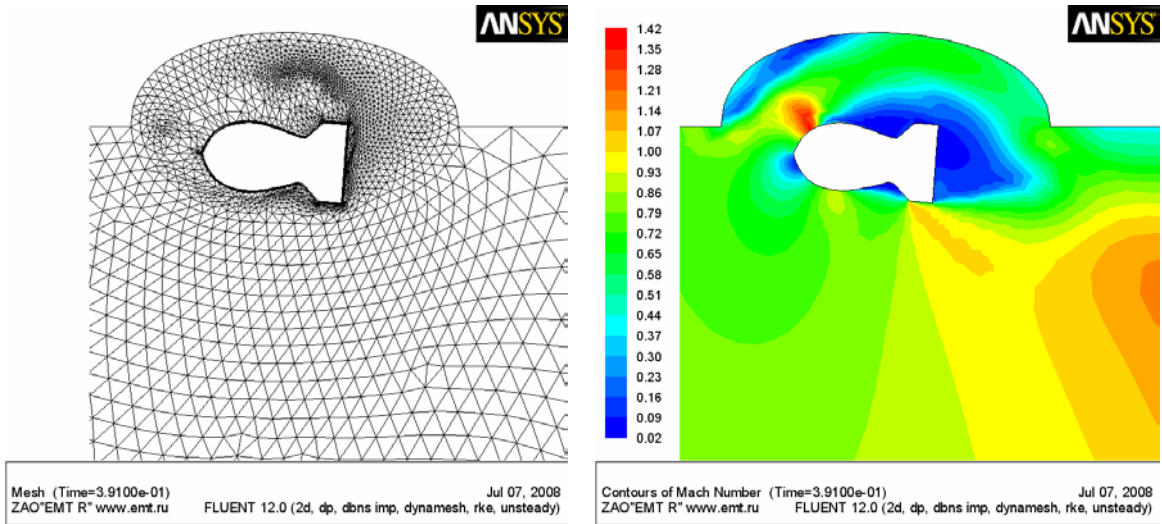 ANSYS
Mesh (Time=3.9100e-01)
Jul 07, 2008
ZAO"EMT R" www.emt.ru
FLUENT 12.0 (2d, dp, dbns imp, dynamesh, rke, unsteady)
ANSYS
1.42
1.35
1.28
1.21
1.14
1.07
1.00
0.93
0.86
0.79
0.72
0.65
0.58
0.51
0.44
0.37
0.30
0.23
0.16
0.09
0.02
Contours of Mach Number (Time=3.9100e-01)
Jul 07, 2008
ZAO"EMT R" www.emt.ru
FLUENT 12.0 (2d, dp, dbns imp, dynamesh, rke, unsteady)